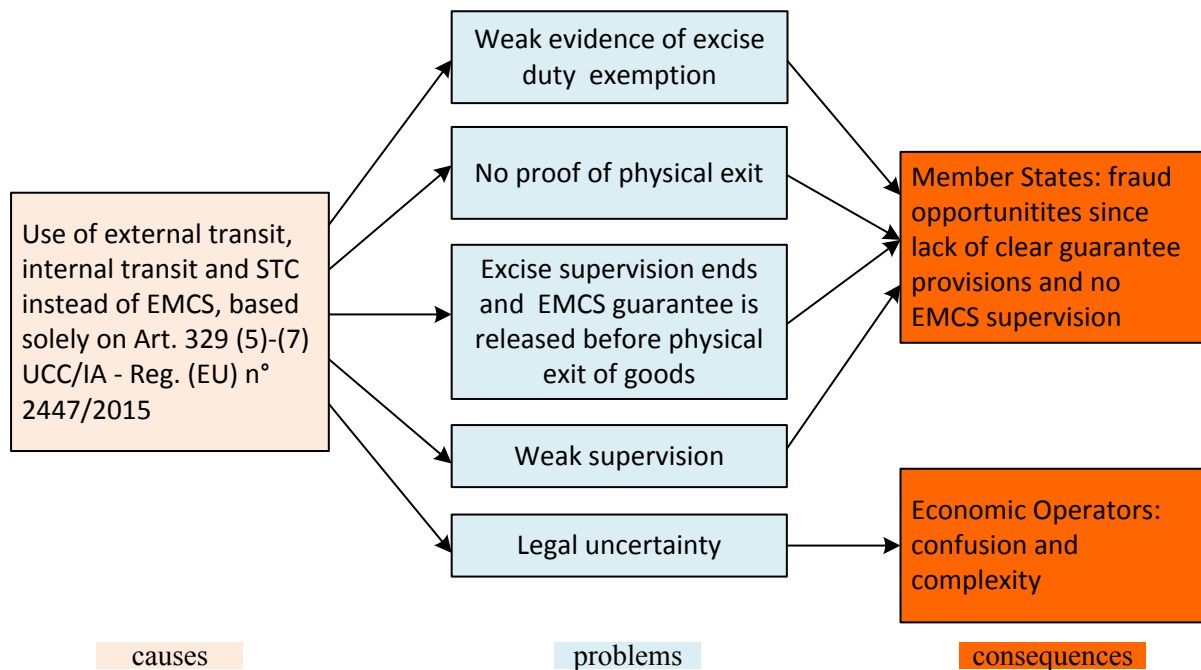 Weak evidence of excise
duty exemption
No proof of physical exit
Use of external transit,
internal transit and STC
instead of EMCS, based
solely on Art. 329 (5)-(7)
UCC/IA - Reg. (EU) n°
2447/2015
Excise supervision ends
and EMCS guarantee is
released before physical
exit of goods
Weak supervision
Legal uncertainty
Member States: fraud
opportunitites since
lack of clear guarantee
provisions and no
EMCS supervision
Economic Operators:
confusion and
complexity
causes
problems
consequences